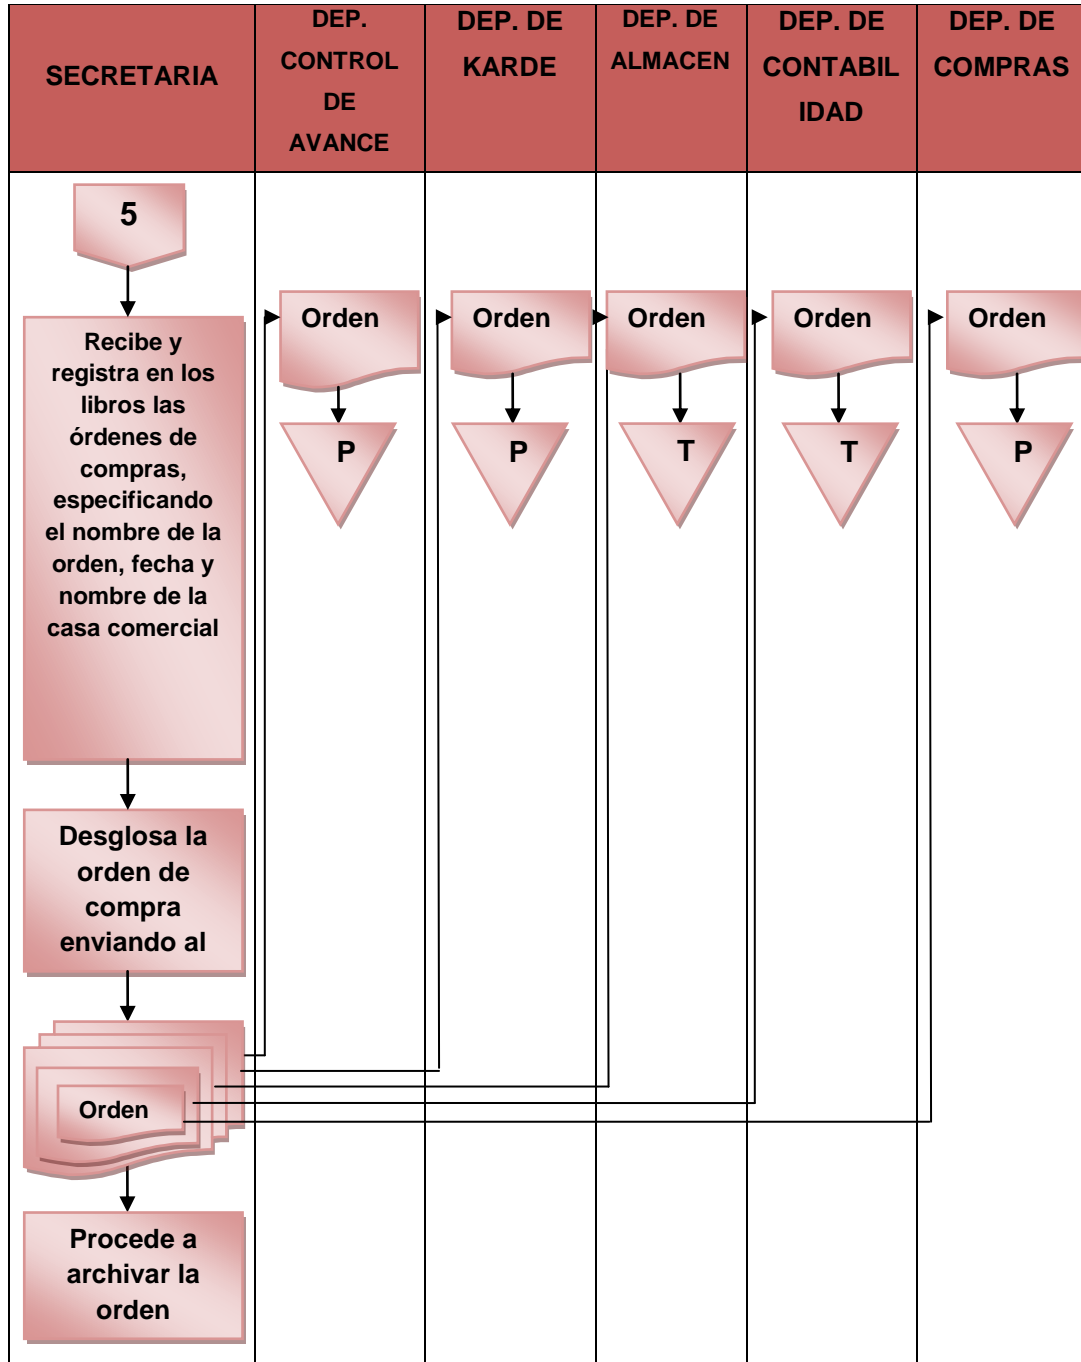 SECRETARIA
DEP.
CONTROL
DE
AVANCE
DEP. DE
KARDE
DEP. DE
ALMACEN
DEP. DE
CONTABIL
IDAD
DEP. DE
COMPRAS
5
Recibe y
registra en los
libros las
órdenes de
compras,
especificando
el nombre de la
orden, fecha y
nombre de la
casa comercial
Orden
Orden
Orden
Orden
Orden
P
P
T
T
P
Desglosa la
orden de
compra
enviando al
Orden
Procede a
archivar la
orden